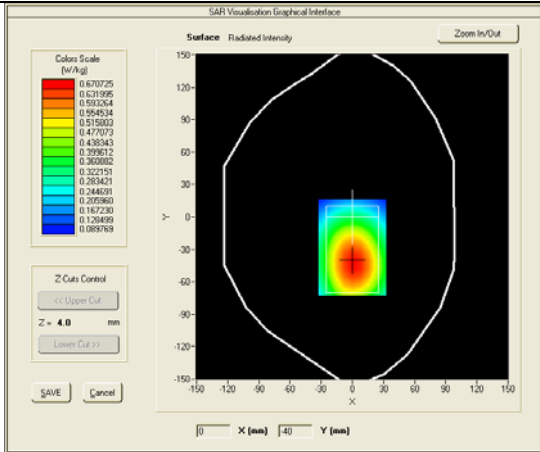 SAR Visualisation Graphical Interface
Surface Radiated Intensity
Zoom In/Out
Colors Scale
(W/kg)
0.670725
0.631995
0.593264
0.554534
0.515803
0.477073
0.438343
0.399612
0.360882
0.322151
0.283421
0.244691
0.205960
0.167230
0.128499
0.089769
150
120
90
60
30
0
-30
-60
-90
-120
-150
Y
-150 -120 -90 -60 -30 0 30 60 90 120 150
X
Z Cuts Control
<< Upper Cut
Z = 4.0 mm
Lower Cut >>
SAVE Cancel
0 X (mm) -40 Y (mm)